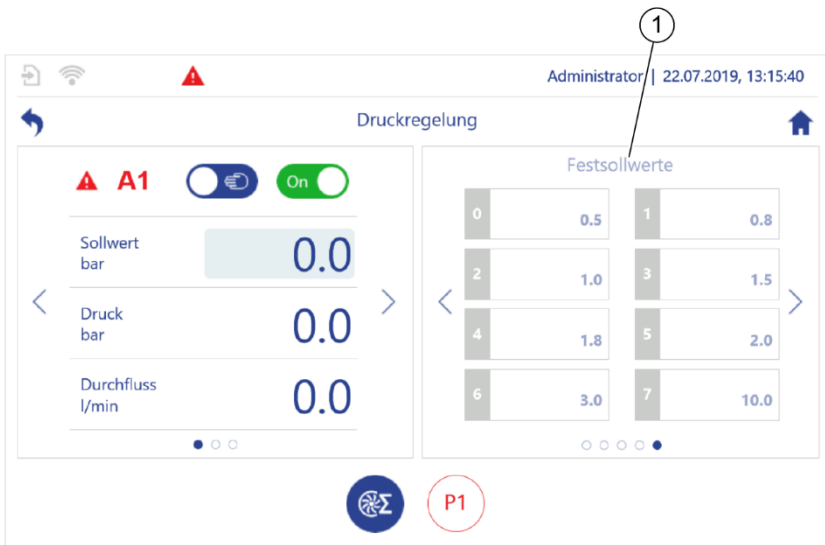 1
Administrator | 22.07.2019, 13:15:40
Druckregelung
A1
On
Sollwert
bar
0.0
Druck
bar
0.0
Durchfluss
l/min
0.0
Festsollwerte
0 0.5 1 0.8
2 1.0 3 1.5
4 1.8 5 2.0
6 3.0 7 10.0
Σ
P1